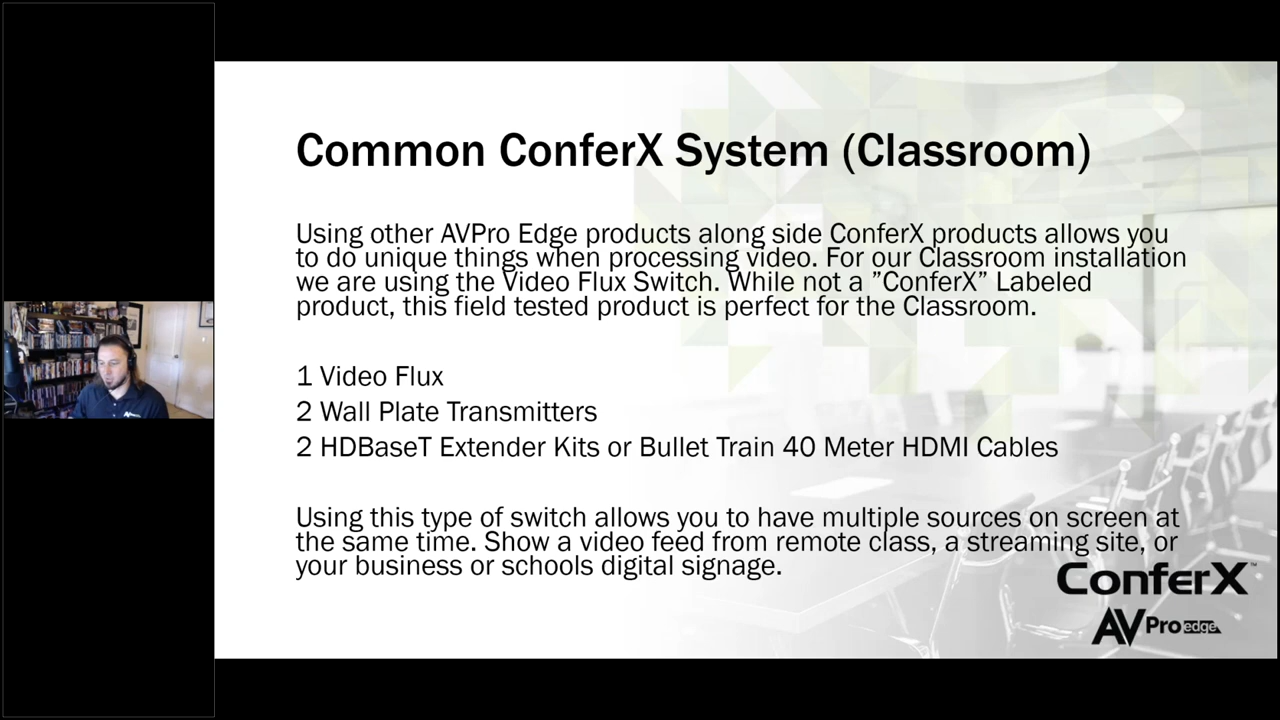 Common ConferX System (Classroom)
Using other AVPro Edge products along side ConferX products allows you
to do unique things when processing video. For our Classroom installation
we are using the Video Flux Switch. While not a ”ConferX” Labeled
product, this field tested product is perfect for the Classroom.
1 Video Flux
2 Wall Plate Transmitters
2 HDBaseT Extender Kits or Bullet Train 40 Meter HDMI Cables
Using this type of switch allows you to have multiple sources on screen at
the same time. Show a video feed from remote class, a streaming site, or
your business or schools digital signage.
ConferX™
AVPro edge